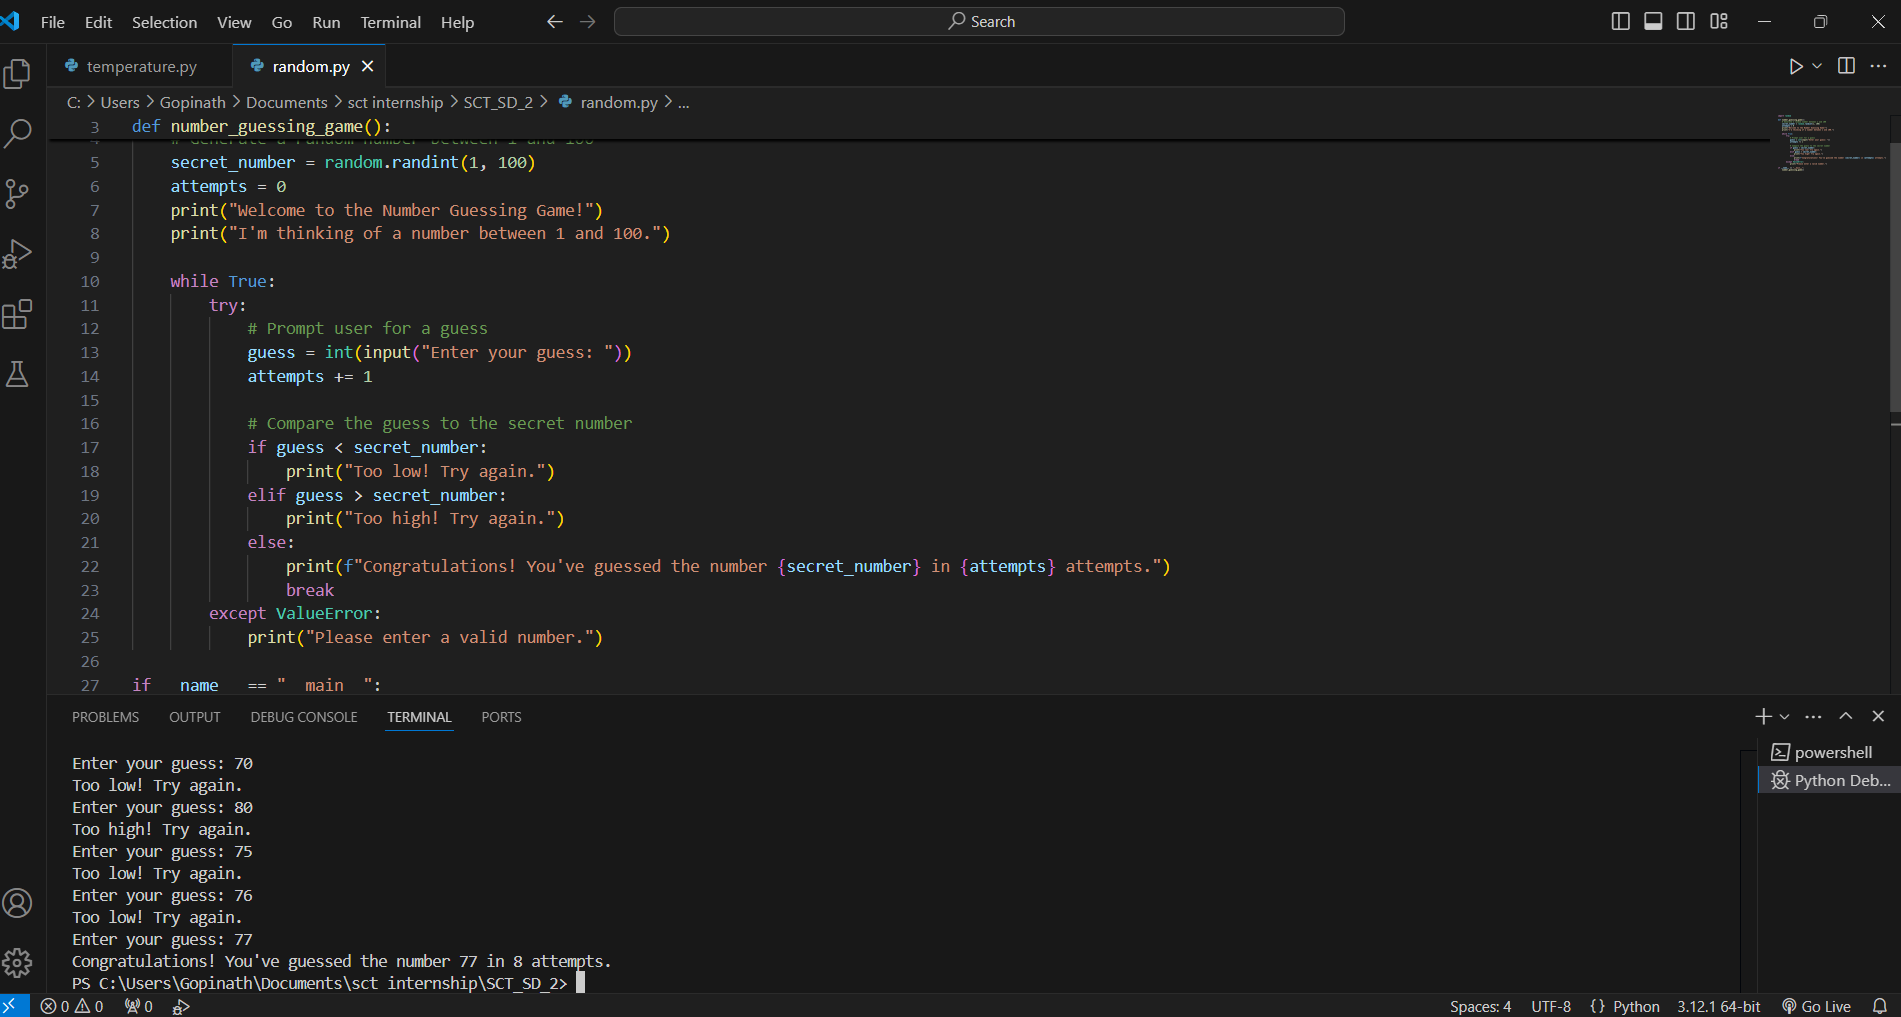 File Edit Selection View Go Run Terminal Help Search
temperature.py random.py
C: > Users > Gopinath > Documents > sct internship > SCT_SD_2 > random.py > ...
3 def number_guessing_game():
4 # Generate a random number between 1 and 100
5 secret_number = random.randint(1, 100)
6 attempts = 0
7 print("Welcome to the Number Guessing Game!")
8 print("I'm thinking of a number between 1 and 100.")
9
10 while True:
11 try:
12 # Prompt user for a guess
13 guess = int(input("Enter your guess: "))
14 attempts += 1
15
16 # Compare the guess to the secret number
17 if guess < secret_number:
18 print("Too low! Try again.")
19 elif guess > secret_number:
20 print("Too high! Try again.")
21 else:
22 print(f"Congratulations! You've guessed the number {secret_number} in {attempts} attempts.")
23 break
24 except ValueError:
25 print("Please enter a valid number.")
26
27 if __name__ == "__main__":
PROBLEMS OUTPUT DEBUG CONSOLE TERMINAL PORTS
powershell
Python Deb...
Enter your guess: 70
Too low! Try again.
Enter your guess: 80
Too high! Try again.
Enter your guess: 75
Too low! Try again.
Enter your guess: 76
Too low! Try again.
Enter your guess: 77
Congratulations! You've guessed the number 77 in 8 attempts.
PS C:\Users\Gopinath\Documents\sct internship\SCT_SD_2>
0 0 0 Spaces: 4 UTF-8 {} Python 3.12.1 64-bit Go Live